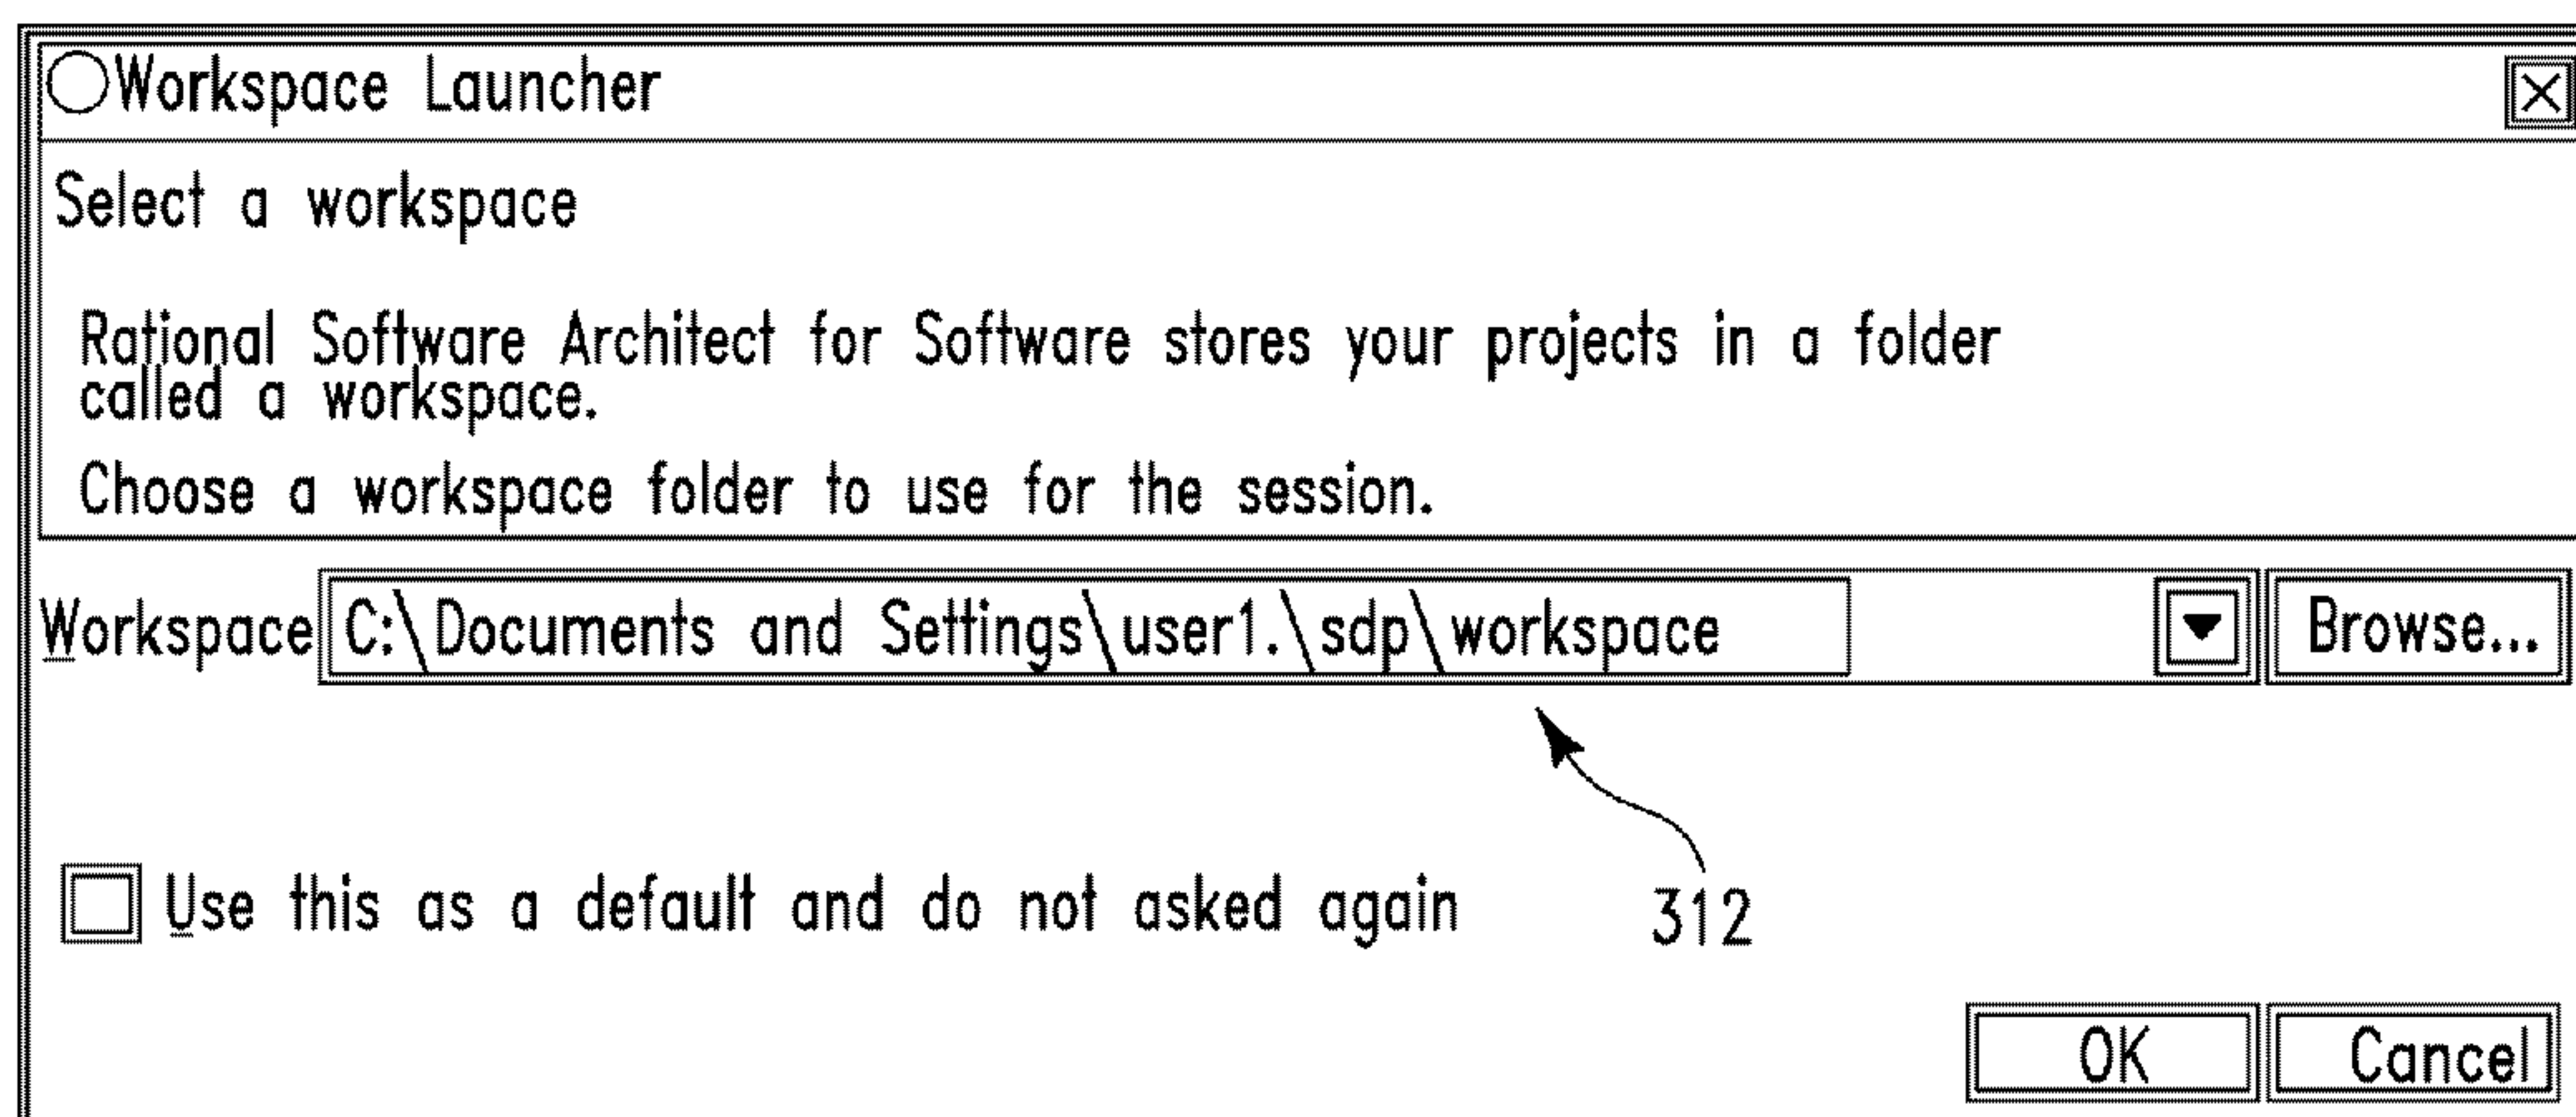 Workspace Launcher
Select a workspace
Rational Software Architect for Software stores your projects in a folder
called a workspace.
Choose a workspace folder to use for the session.
Workspace C:\Documents and Settings\user1.\sdp\workspace Browse...
Use this as a default and do not asked again 312
OK Cancel